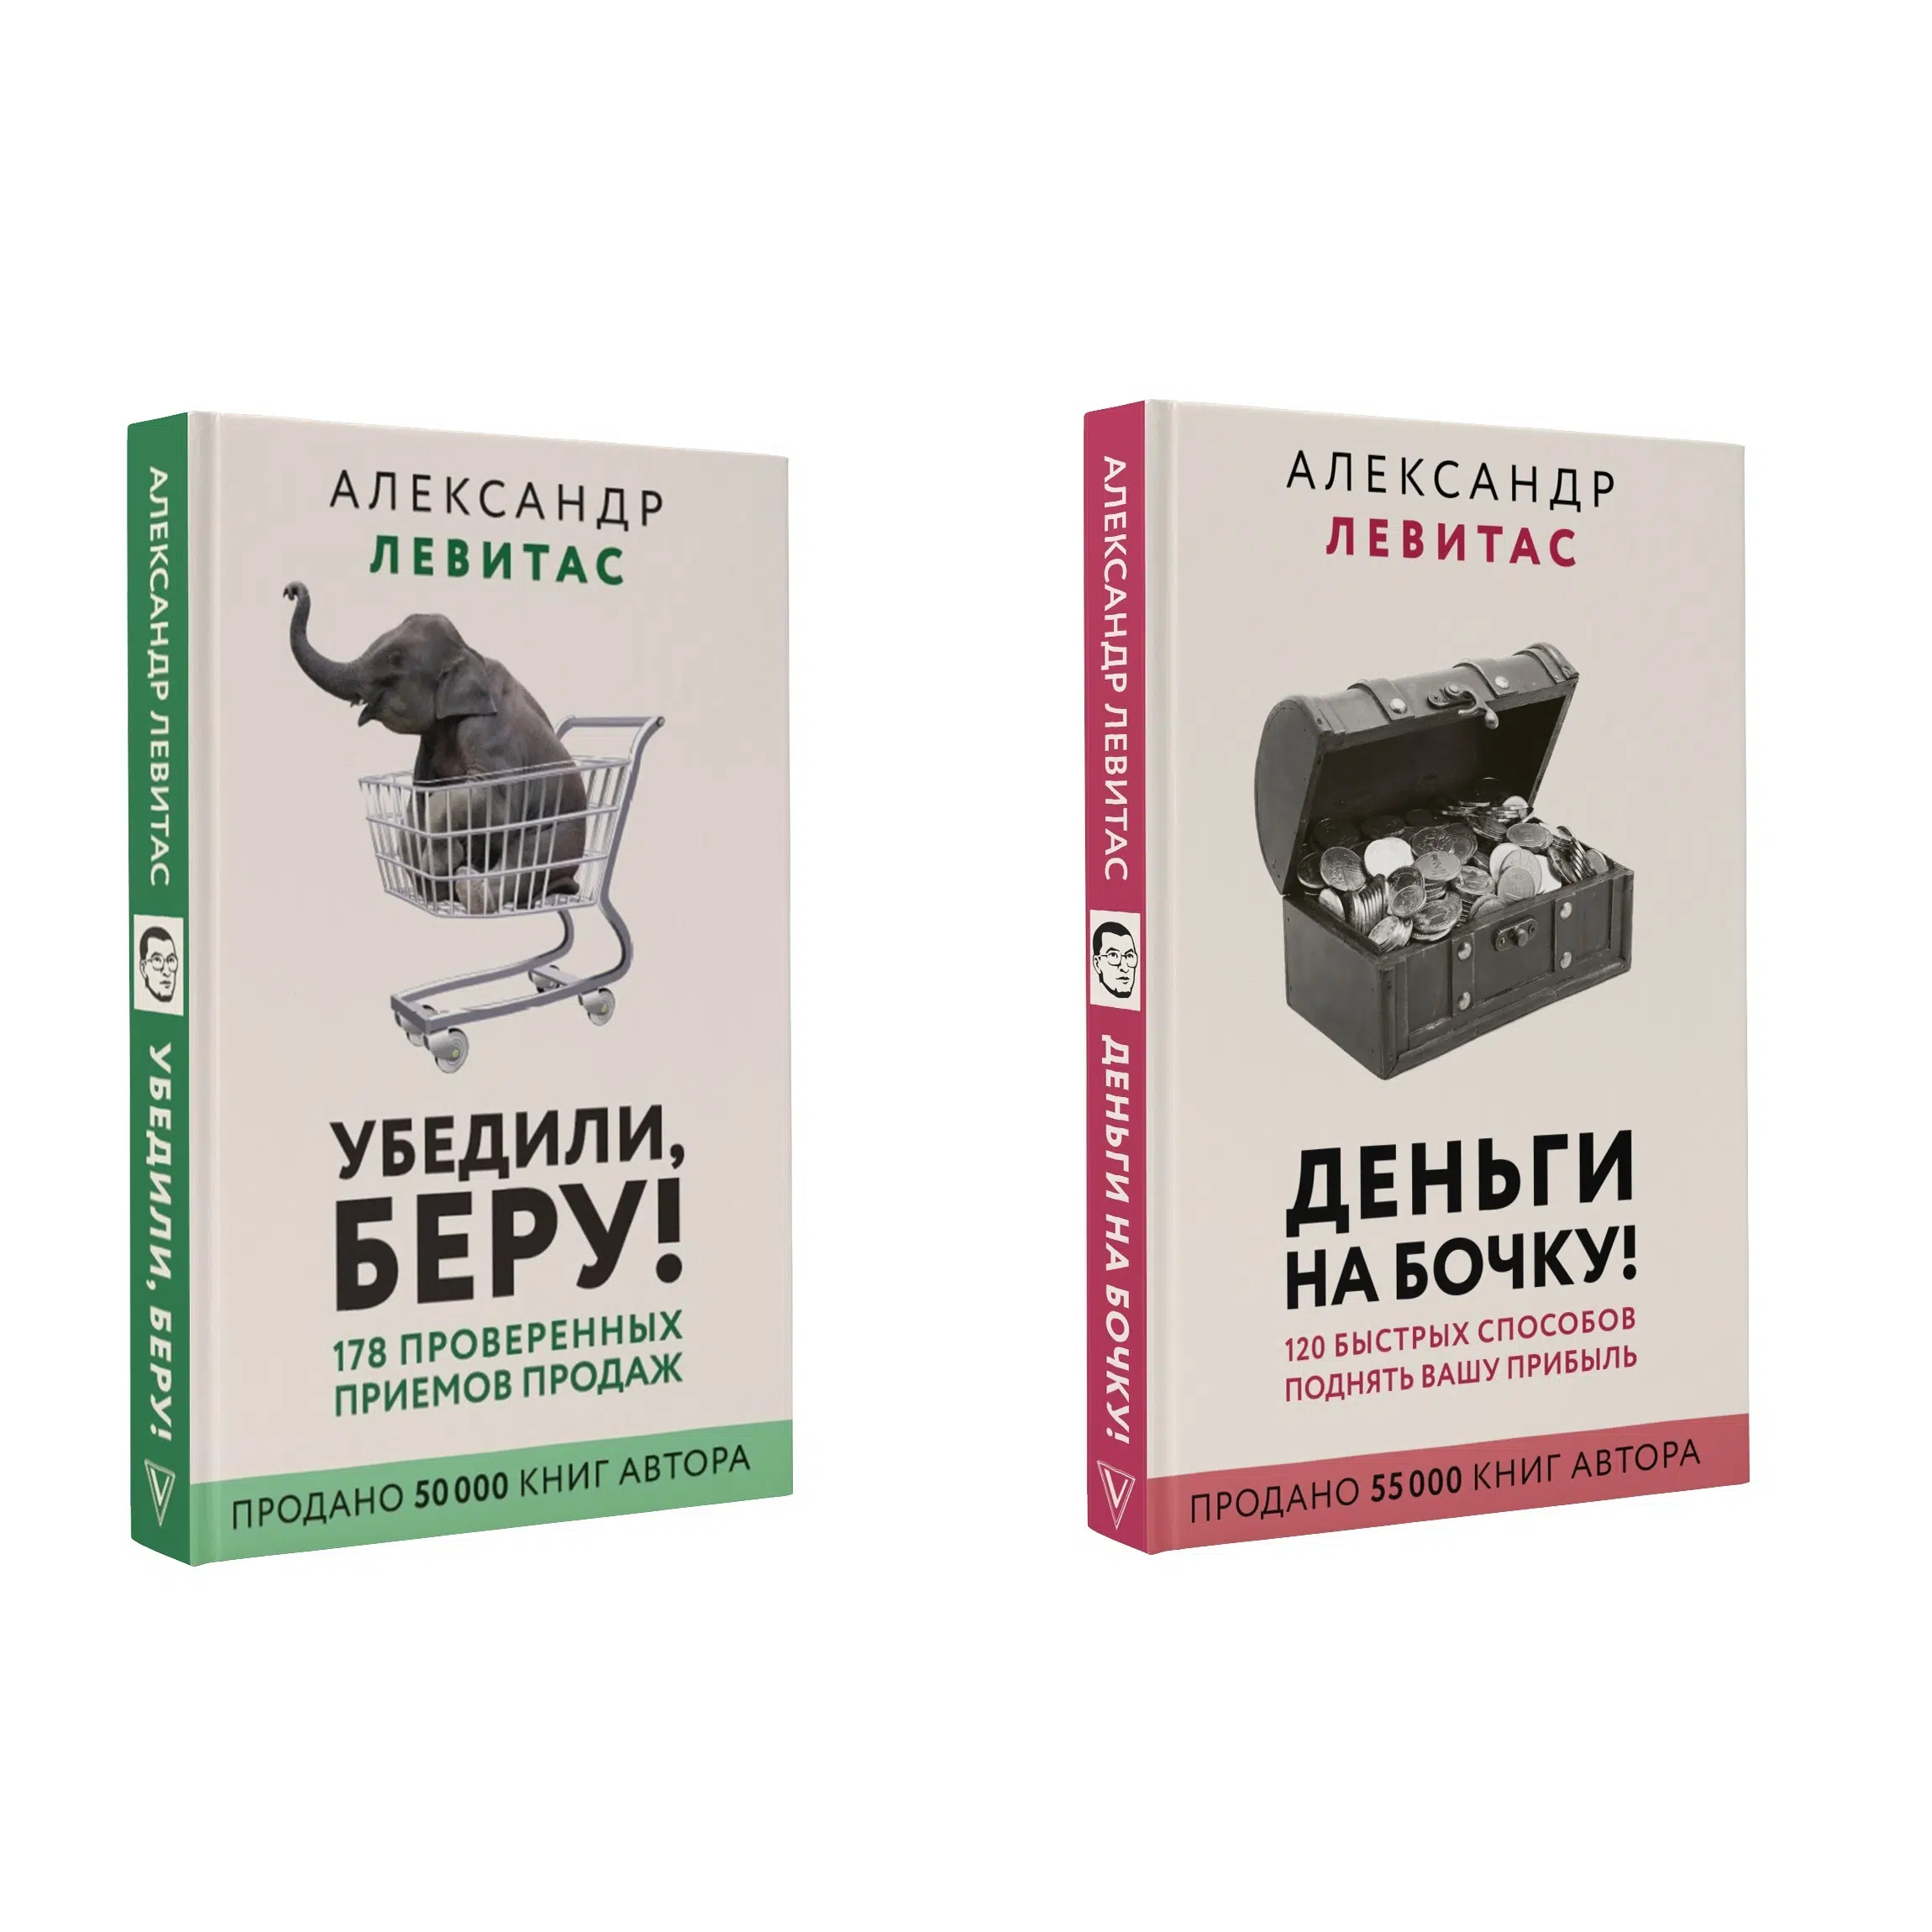 АЛЕКСАНДР ЛЕВИТАС УБЕДИЛИ, БЕРУ!
АЛЕКСАНДР
ЛЕВИТАС
УБЕДИЛИ,
БЕРУ!
178 ПРОВЕРЕННЫХ
ПРИЕМОВ ПРОДАЖ
ПРОДАНО 50 000 КНИГ АВТОРА
АЛЕКСАНДР ЛЕВИТАС ДЕНЬГИ НА БОЧКУ!
АЛЕКСАНДР
ЛЕВИТАС
ДЕНЬГИ
НА БОЧКУ!
120 БЫСТРЫХ СПОСОБОВ
ПОДНЯТЬ ВАШУ ПРИБЫЛЬ
ПРОДАНО 55 000 КНИГ АВТОРА